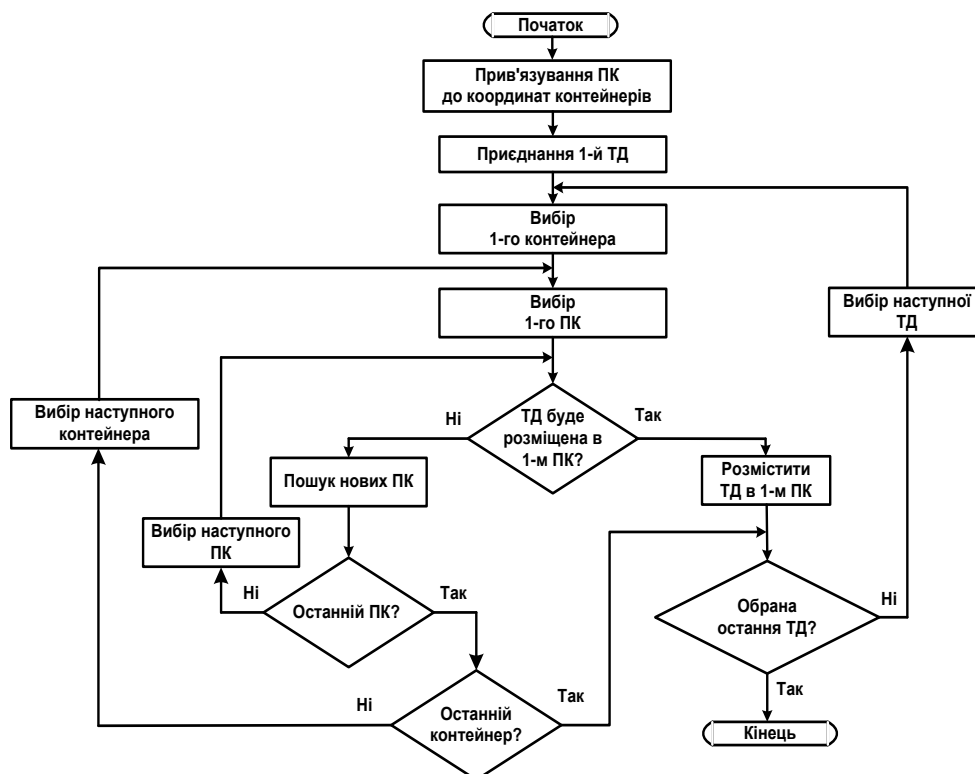 Початок
Прив'язування ПК
до координат контейнерів
Приєднання 1-й ТД
Вибір
1-го контейнера
Вибір
1-го ПК
Вибір наступної
ТД
Вибір наступного
контейнера
Ні
ТД буде
розміщена в
1-м ПК?
Так
Пошук нових ПК
Розмістити
ТД в 1-м ПК
Вибір наступного
ПК
Ні
Останній ПК?
Так
Обрана
остання ТД?
Ні
Ні
Останній
контейнер?
Так
Так
Кінець